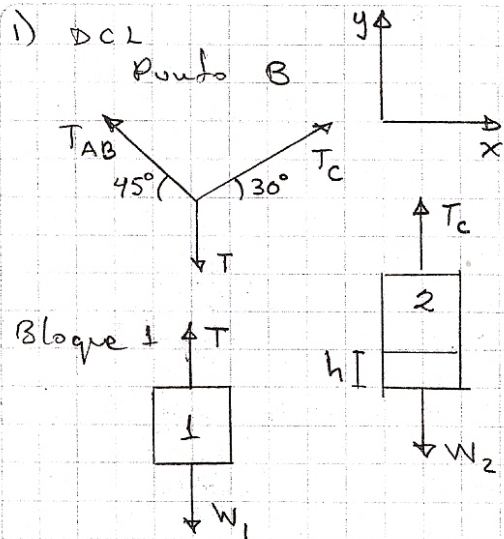 1) DCL
Punto B
y
x
T_AB
T_C
45°
30°
T
T_C
2
Bloque 1
T
h
1
W_2
W_1